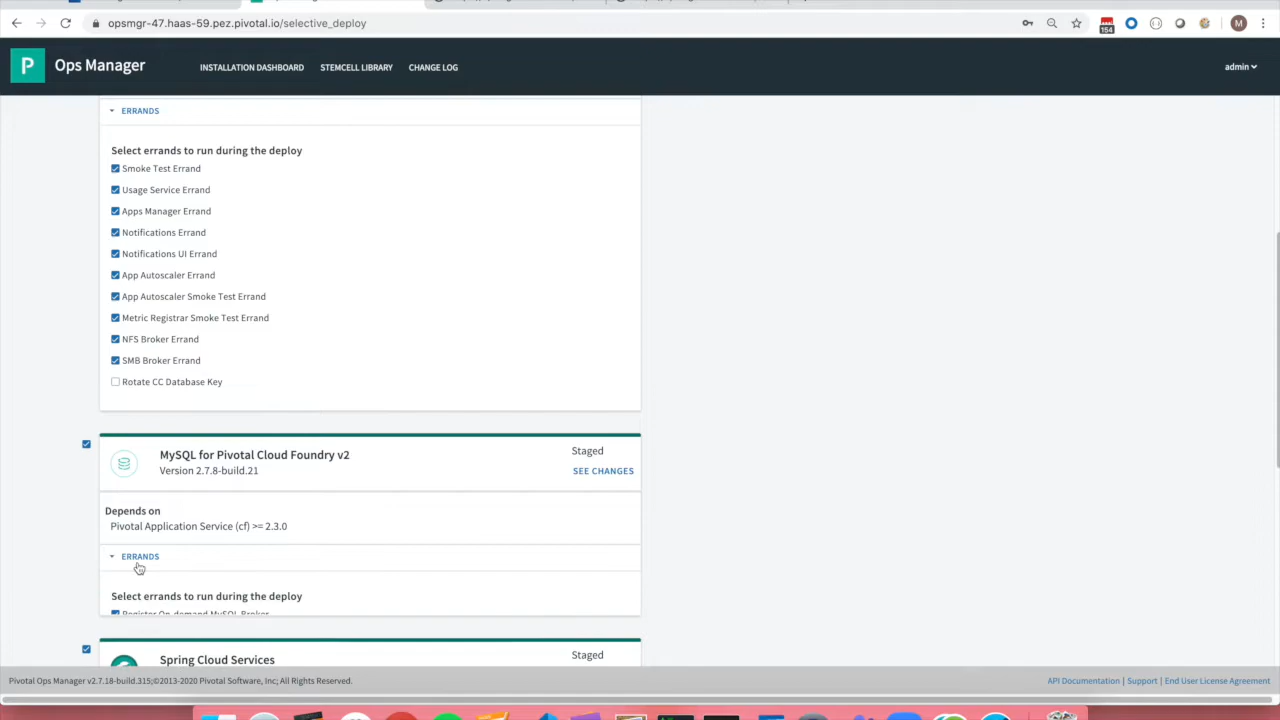 opsmgr-47.haas-59.pez.pivotal.io/selective_deploy
154
M
P
Ops Manager
INSTALLATION DASHBOARD
STEMCELL LIBRARY
CHANGE LOG
admin
ERRANDS
Select errands to run during the deploy
Smoke Test Errand
Usage Service Errand
Apps Manager Errand
Notifications Errand
Notifications UI Errand
App Autoscaler Errand
App Autoscaler Smoke Test Errand
Metric Registrar Smoke Test Errand
NFS Broker Errand
SMB Broker Errand
Rotate CC Database Key
MySQL for Pivotal Cloud Foundry v2
Staged
Version 2.7.8-build.21
SEE CHANGES
Depends on
Pivotal Application Service (cf) >= 2.3.0
ERRANDS
Select errands to run during the deploy
Register On-demand MySQL Broker
Spring Cloud Services
Staged
Pivotal Ops Manager v2.7.18-build.315;©2013-2020 Pivotal Software, Inc; All Rights Reserved.
API Documentation | Support | End User License Agreement